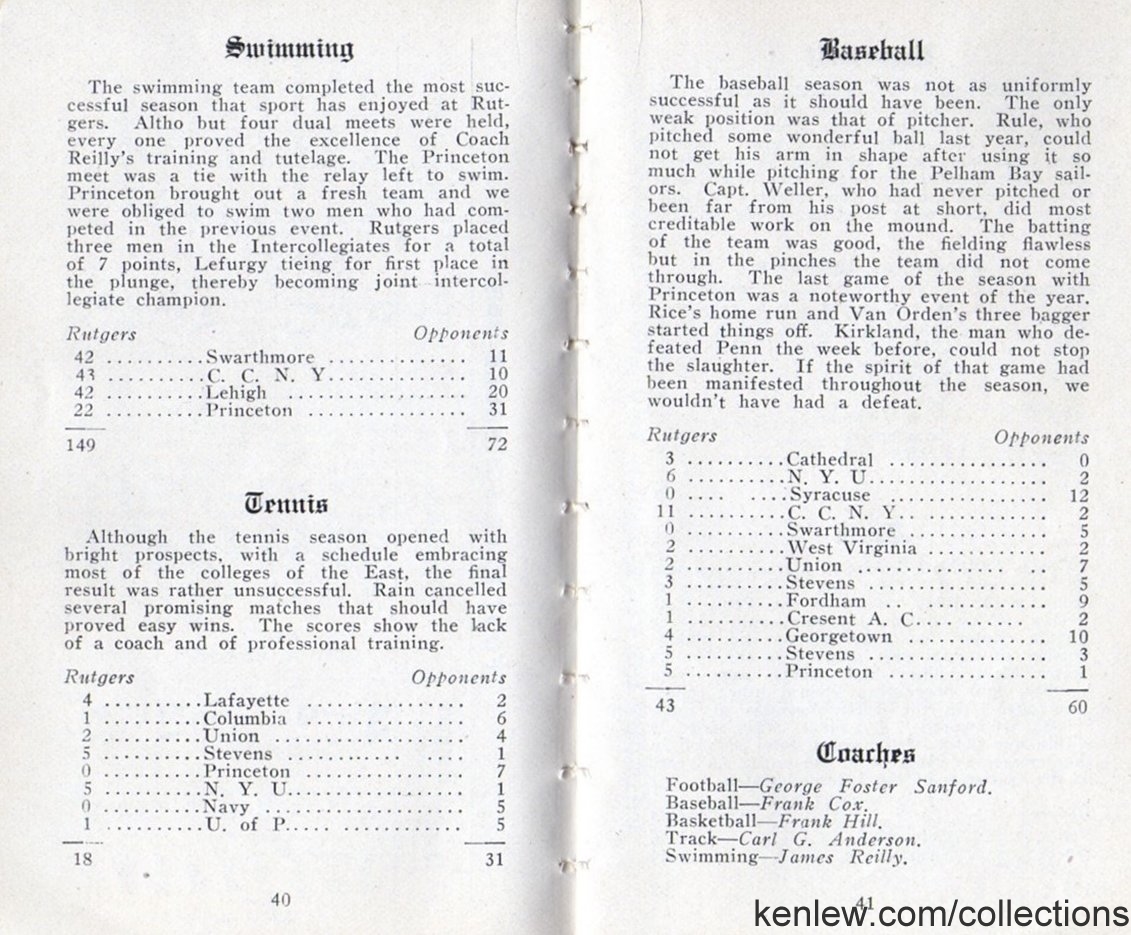 Swimming
The swimming team completed the most suc-
cessful season that sport has enjoyed at Rut-
gers. Altho but four dual meets were held,
every one proved the excellence of Coach
Reilly's training and tutelage. The Princeton
meet was a tie with the relay left to swim.
Princeton brought out a fresh team and we
were obliged to swim two men who had com-
peted in the previous event. Rutgers placed
three men in the Intercollegiates for a total
of 7 points, Lefurgy tieing for first place in
the plunge, thereby becoming joint intercol-
legiate champion.
Rutgers Opponents
42 ..........Swarthmore .............. 11
43 ..........C. C. N. Y.............. 10
42 ..........Lehigh .................. 20
22 ..........Princeton ................ 31
149 72
Tennis
Although the tennis season opened with
bright prospects, with a schedule embracing
most of the colleges of the East, the final
result was rather unsuccessful. Rain cancelled
several promising matches that should have
proved easy wins. The scores show the lack
of a coach and of professional training.
Rutgers Opponents
4 ..........Lafayette ................ 2
1 ..........Columbia ................ 6
2 ..........Union ................... 4
5 ..........Stevens ............ .... 1
0 ..........Princeton ................ 7
5 ..........N. Y. U.................. 1
0 ..........Navy .................... 5
1 ..........U. of P..... ............ 5
18 31
40
Baseball
The baseball season was not as uniformly
successful as it should have been. The only
weak position was that of pitcher. Rule, who
pitched some wonderful ball last year, could
not get his arm in shape after using it so
much while pitching for the Pelham Bay sail-
ors. Capt. Weller, who had never pitched or
been far from his post at short, did most
creditable work on the mound. The batting
of the team was good, the fielding flawless
but in the pinches the team did not come
through. The last game of the season with
Princeton was a noteworthy event of the year.
Rice's home run and Van Orden's three bagger
started things off. Kirkland, the man who de-
feated Penn the week before, could not stop
the slaughter. If the spirit of that game had
been manifested throughout the season, we
wouldn't have had a defeat.
Rutgers Opponents
3 ..........Cathedral ................ 0
6 ..........N. Y. U.................. 2
0 .... ....Syracuse ................ 12
11 ..........C. C. N. Y.. ............ 2
0 ..........Swarthmore .............. 5
2 ..........West Virginia ............ 2
2 ..........Union ............... .. 7
3 ..........Stevens .................. 5
1 ..........Fordham .. ............ 9
1 ..........Cresent A. C.... ...... 2
4 ..........Georgetown .............. 10
5 ..........Stevens .................. 3
5 ..........Princeton ................ 1
43 60
Coaches
Football—George Foster Sanford.
Baseball—Frank Cox.
Basketball—Frank Hill.
Track—Carl G. Anderson.
Swimming—James Reilly.
41
kenlew.com/collections